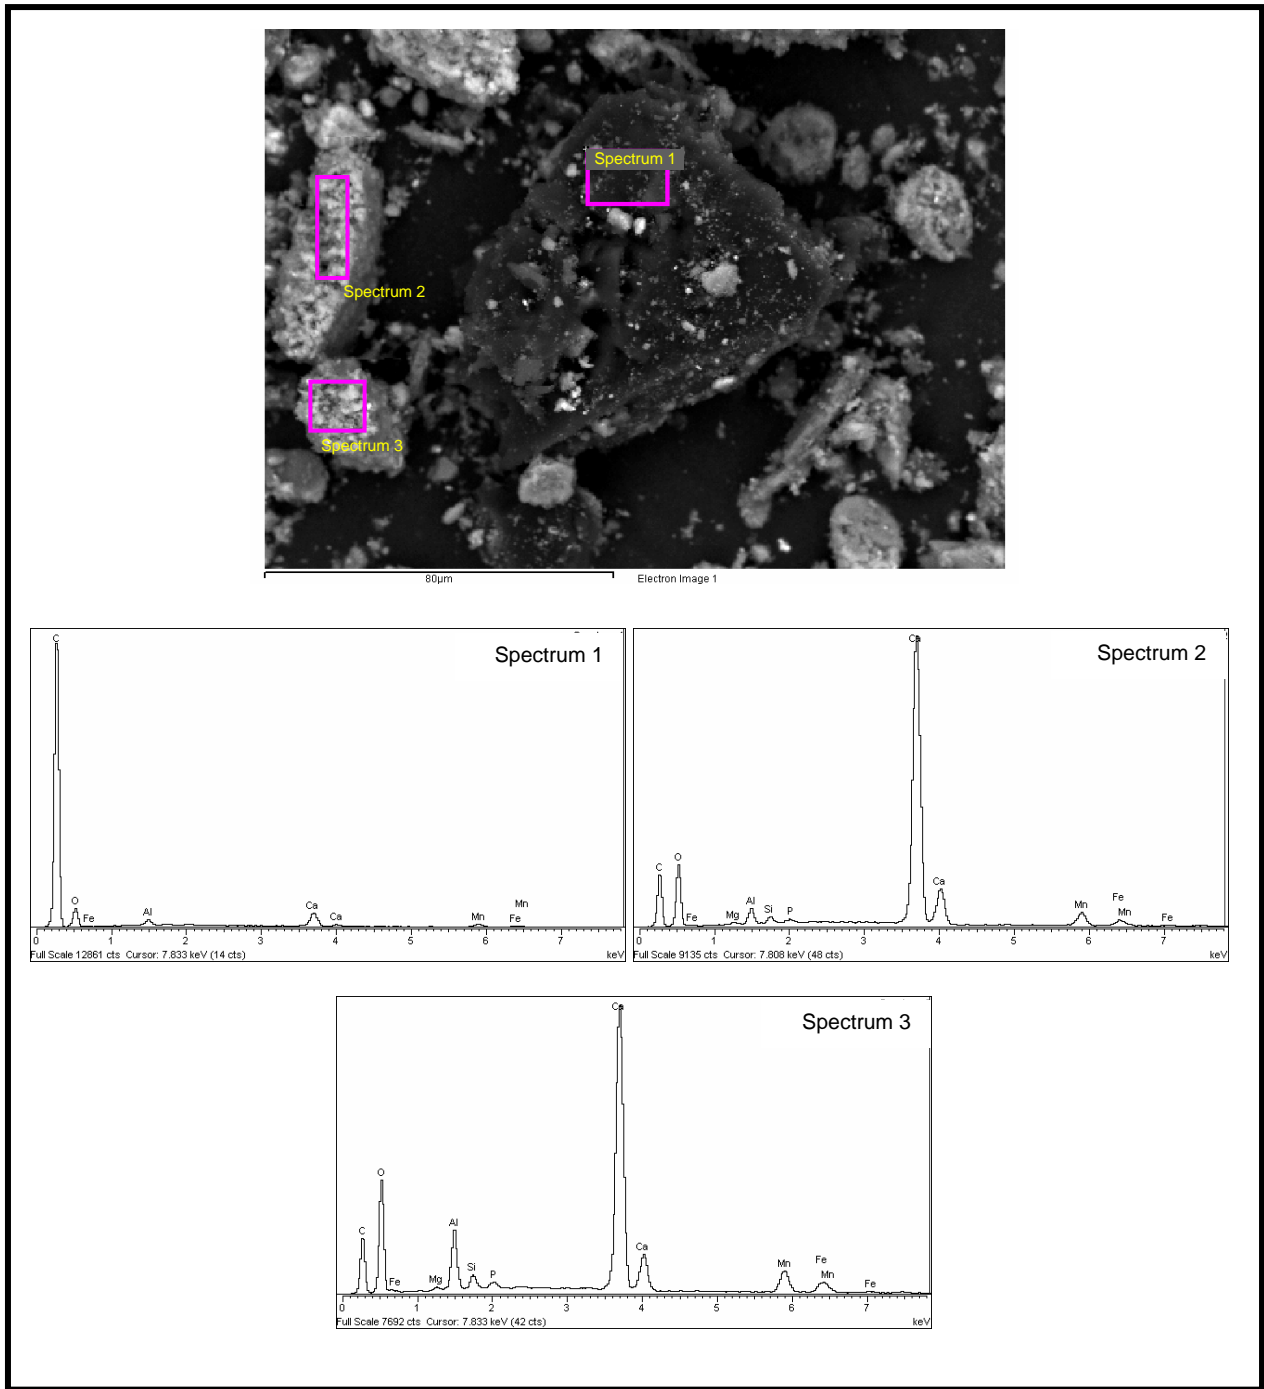 Spectrum 1
Spectrum 2
Spectrum 3
80µm Electron Image 1
Spectrum 1
C
O
Fe
Al
Ca
Ca
Mn
Mn
Fe
0 1 2 3 4 5 6 7
Full Scale 12861 cts Cursor: 7.833 keV (14 cts) keV
Spectrum 2
Ca
C
O
Fe
Mg
Al
Si
P
Ca
Mn
Fe
Mn
Fe
0 1 2 3 4 5 6 7
Full Scale 9135 cts Cursor: 7.808 keV (48 cts) keV
Spectrum 3
Ca
C
O
Fe
Mg
Al
Si
P
Ca
Mn
Fe
Mn
Fe
0 1 2 3 4 5 6 7
Full Scale 7692 cts Cursor: 7.833 keV (42 cts) keV